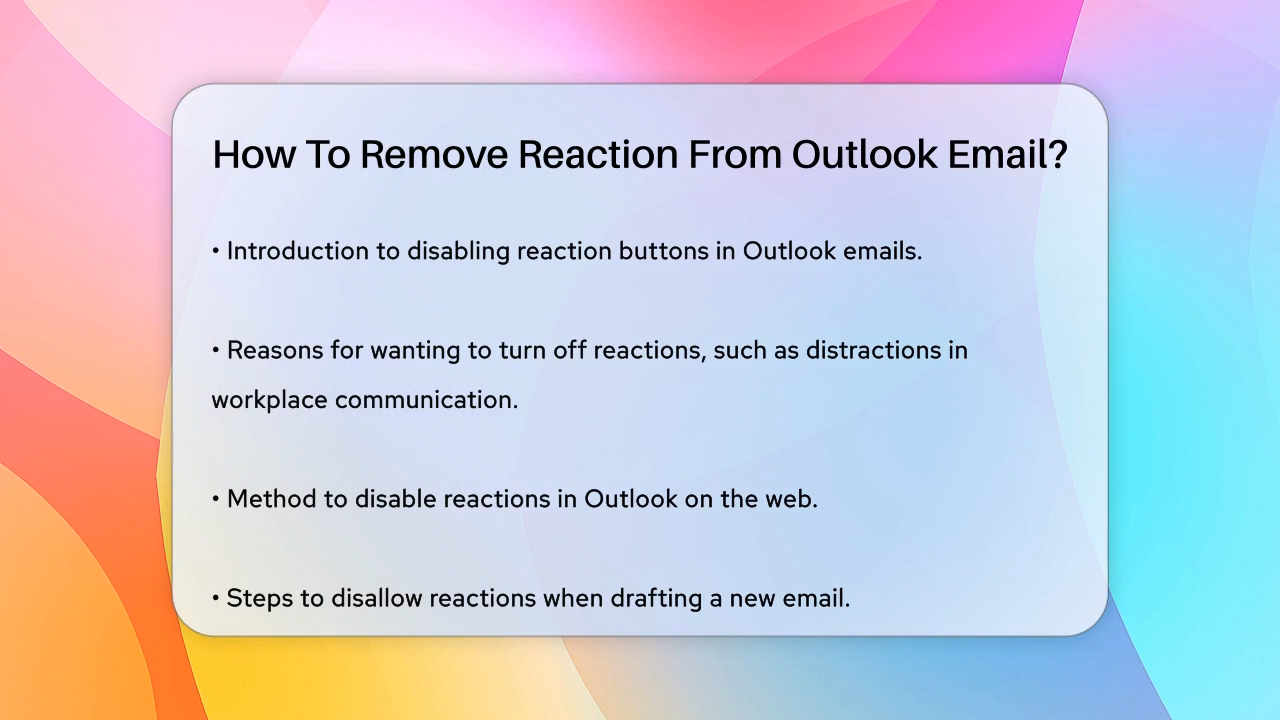 How To Remove Reaction From Outlook Email?
• Introduction to disabling reaction buttons in Outlook emails.
• Reasons for wanting to turn off reactions, such as distractions in
workplace communication.
• Method to disable reactions in Outlook on the web.
• Steps to disallow reactions when drafting a new email.